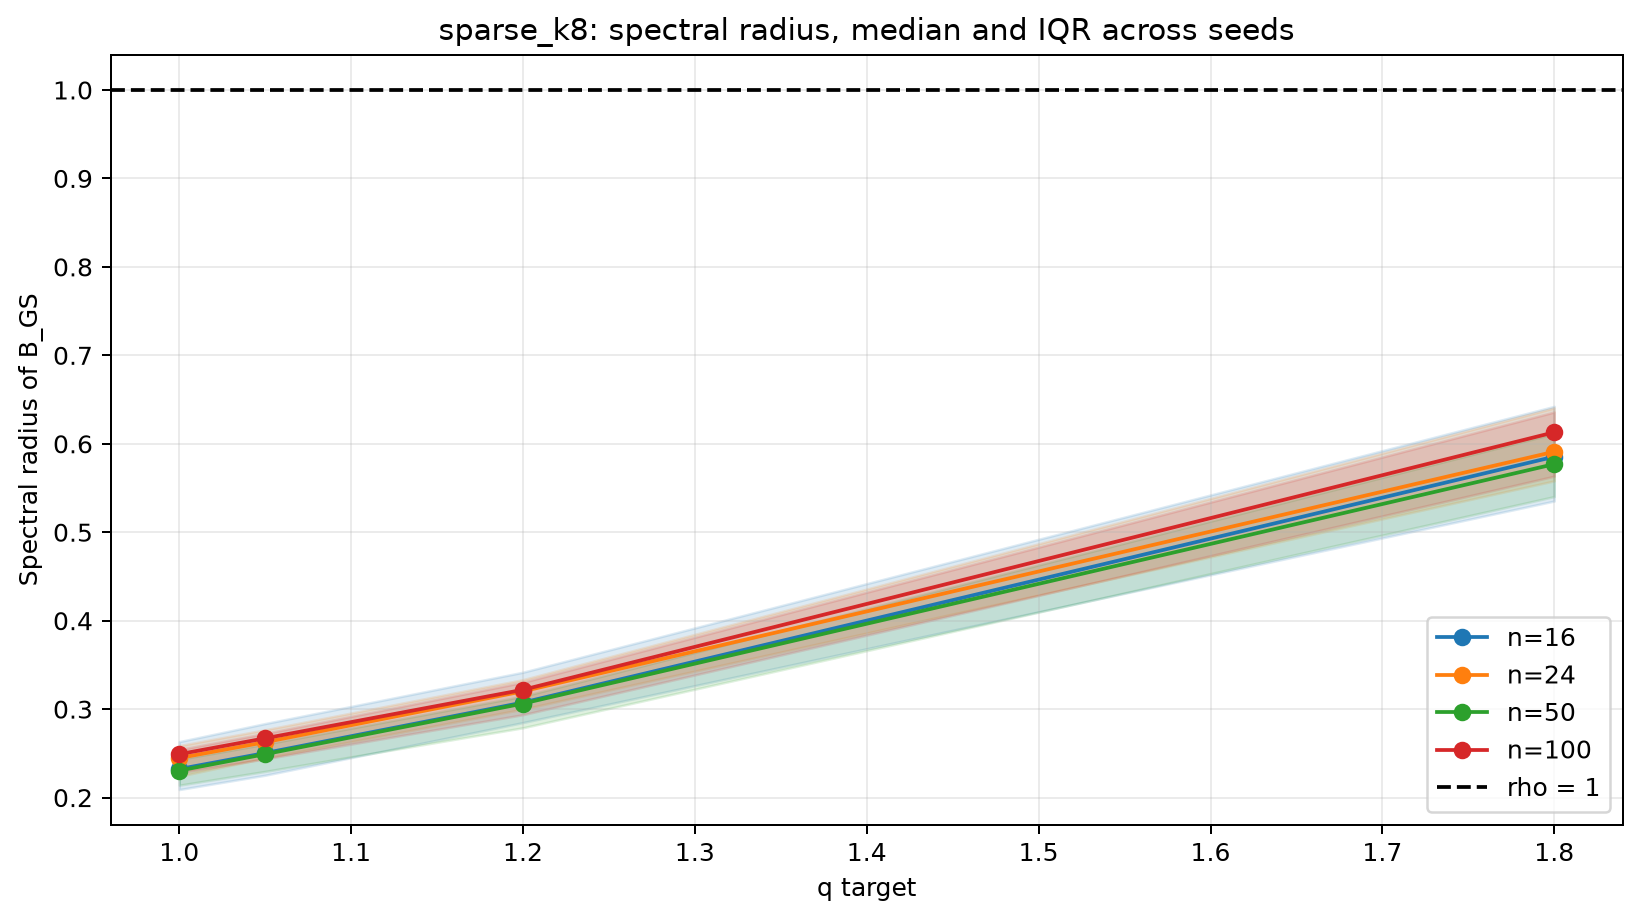 sparse_k8: spectral radius, median and IQR across seeds
Spectral radius of B_GS
1.0
0.9
0.8
0.7
0.6
0.5
0.4
0.3
0.2
n=16
n=24
n=50
n=100
rho = 1
1.0 1.1 1.2 1.3 1.4 1.5 1.6 1.7 1.8
q target